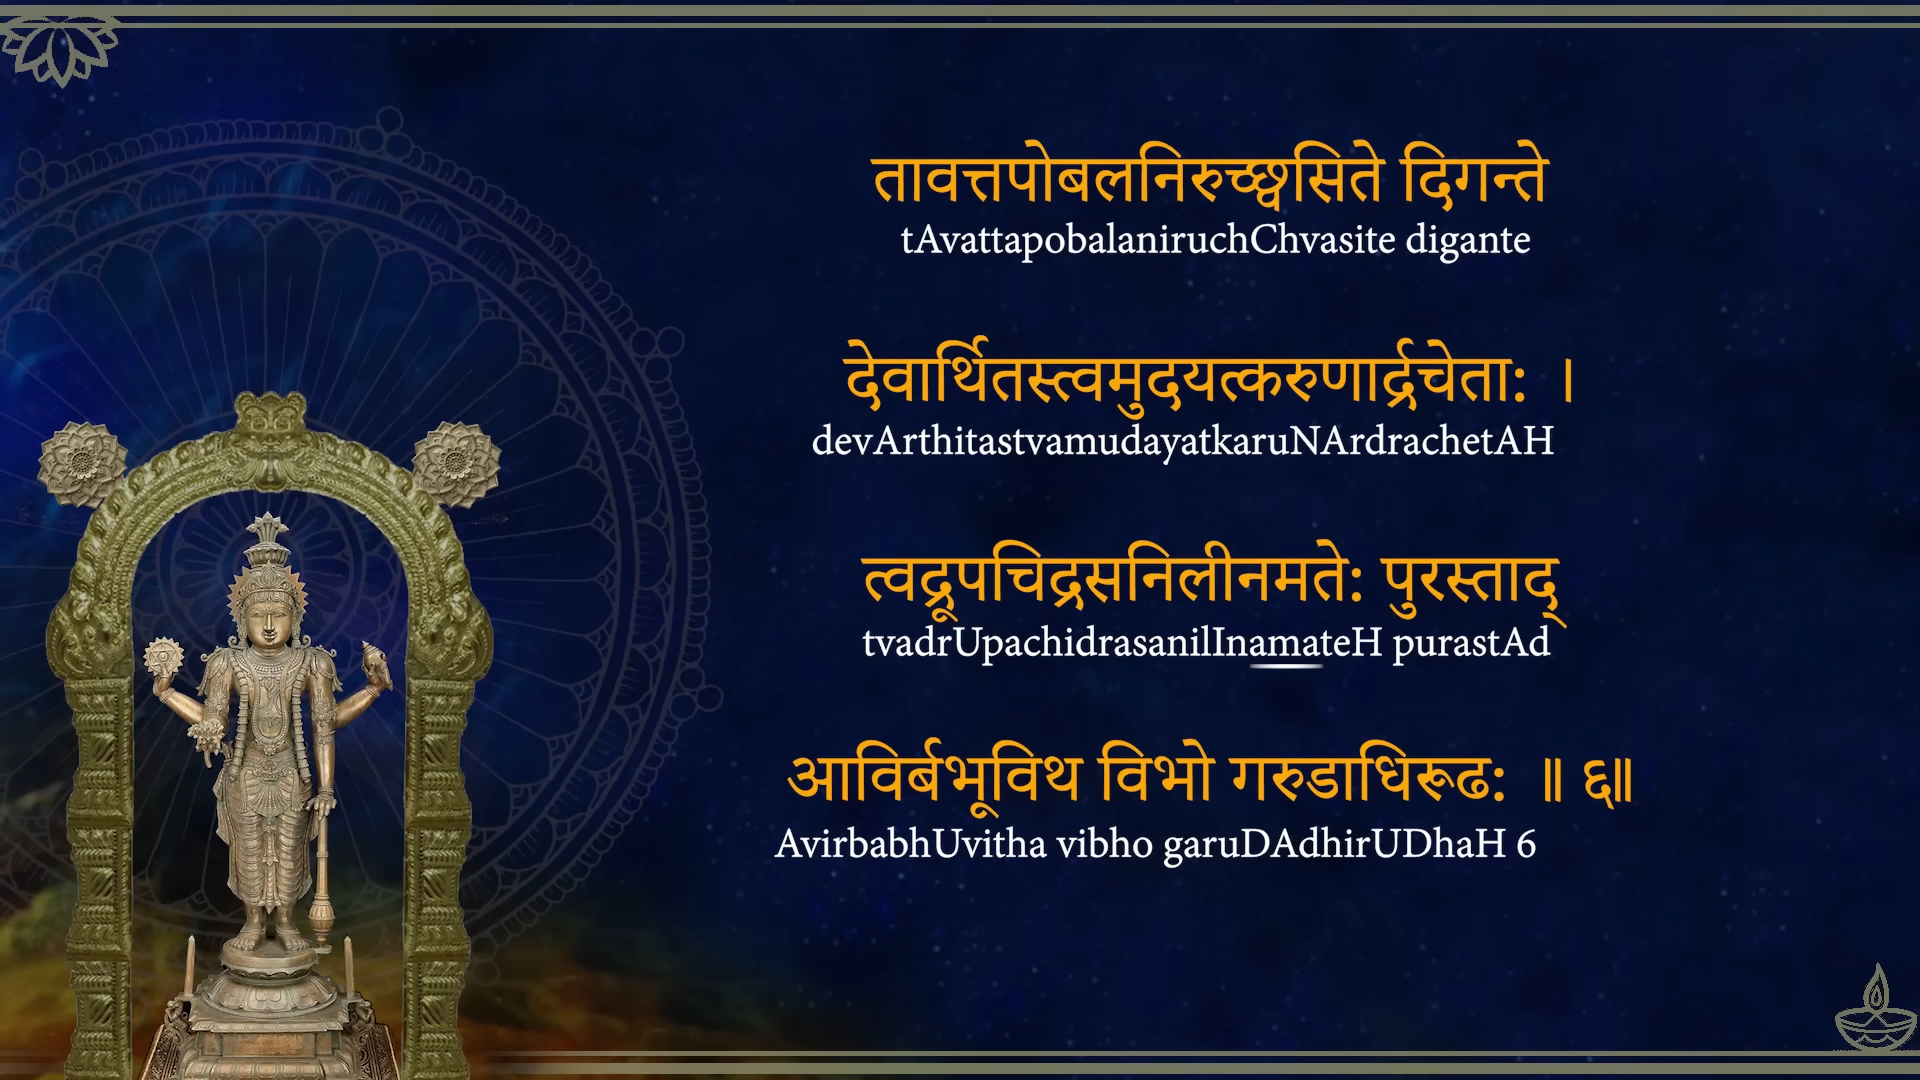 तावत्तपोबलनिरुच्छ्वसिते दिगन्ते
tAvattapobalaniruchChvasite digante
देवार्थितस्त्वमुदयत्करुणार्द्रचेताः ।
devArthitastvamudayatkaruNArdrachetAH
त्वद्रूपचिद्रसनिलीनमतेः पुरस्ताद्
tvadrUpachidrasanilInamateH purastAd
आविर्बभूविथ विभो गरुडाधिरूढः ॥ ६॥
AvirbabhUvitha vibho garuDAdhirUDhaH 6